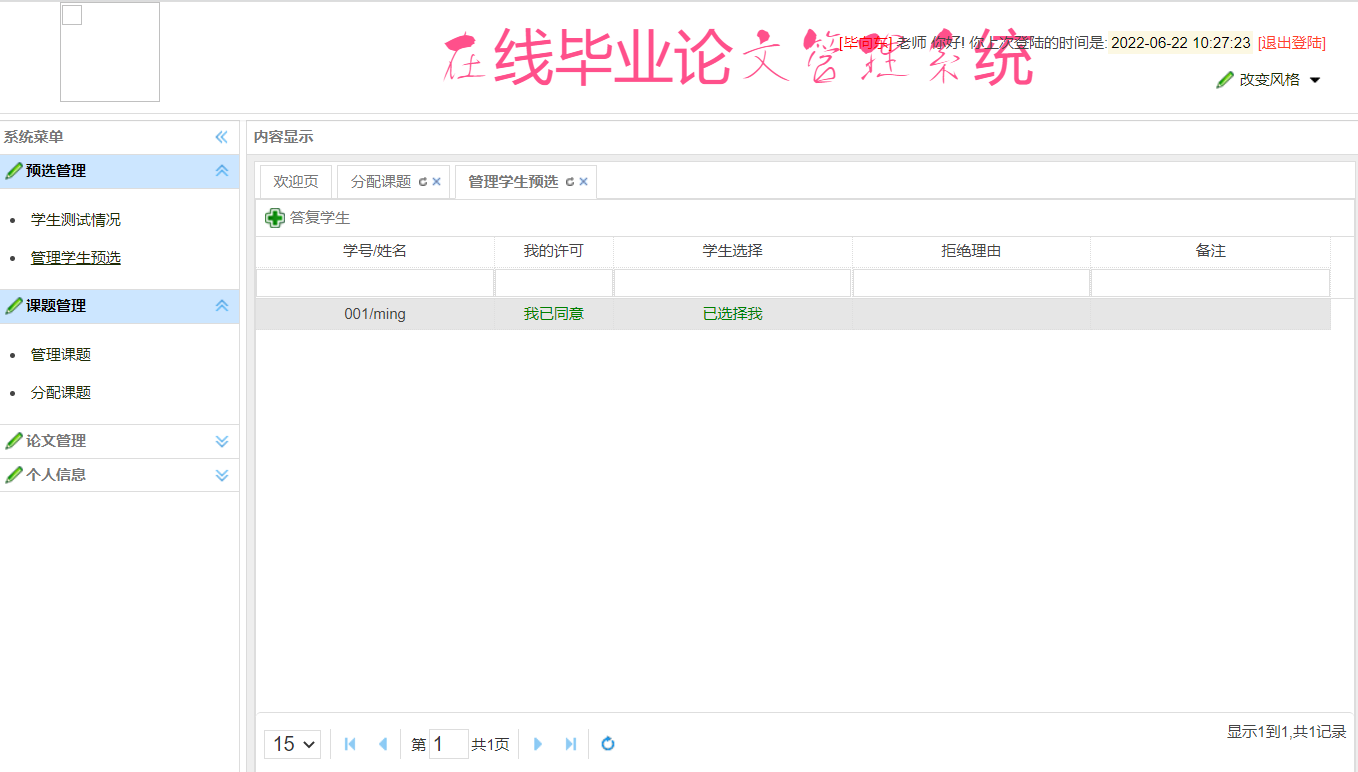 在线毕业论文管理系统
[毕向东] 老师 你好! 你上次登陆的时间是: 2022-06-22 10:27:23 [退出登陆]
改变风格
系统菜单
预选管理
学生测试情况
管理学生预选
课题管理
管理课题
分配课题
论文管理
个人信息
内容显示
欢迎页 分配课题 管理学生预选
答复学生
学号/姓名 我的许可 学生选择 拒绝理由 备注
001/ming 我已同意 已选择我
15 第 1 共1页 显示1到1,共1记录